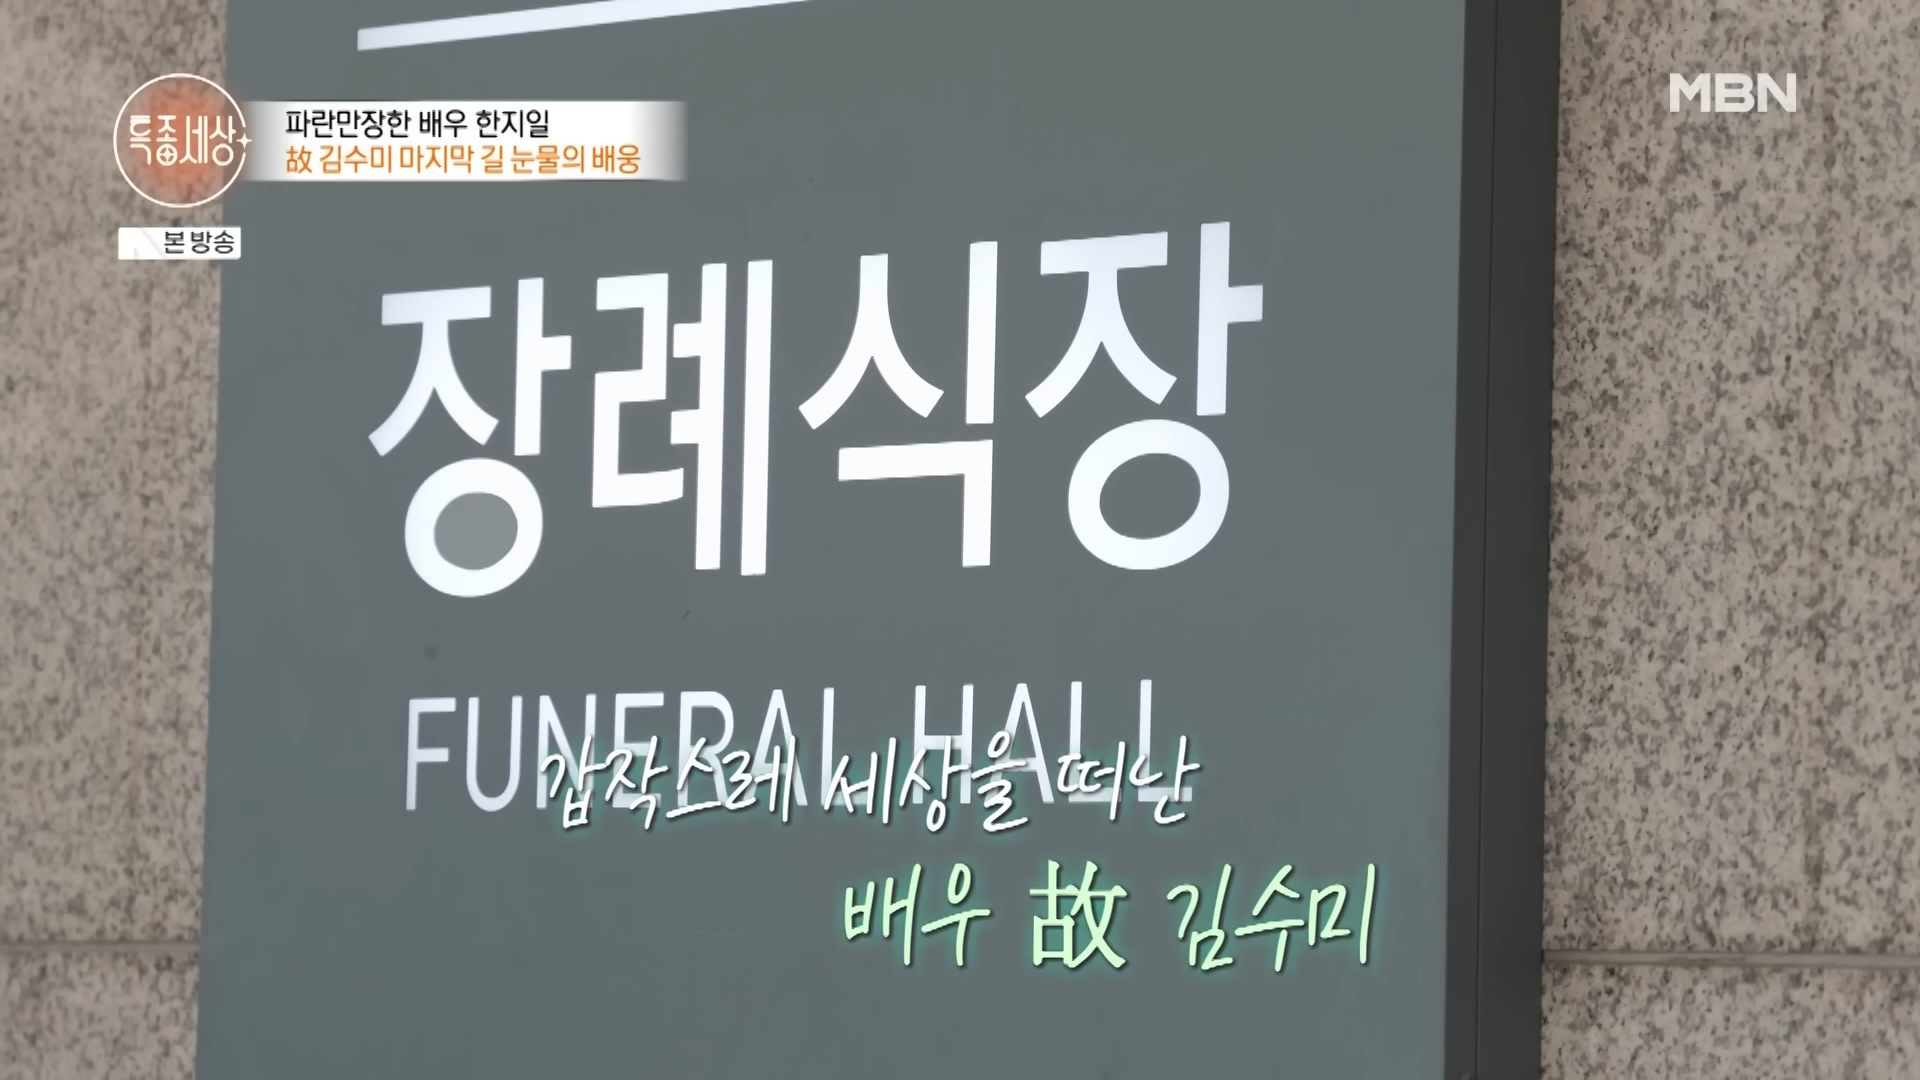 특종세상
파란만장한 배우 한지일
故 김수미 마지막 길 눈물의 배웅
본 방송
MBN
장례식장
FUNERAL HALL
갑작스레 세상을 떠난
배우 故 김수미